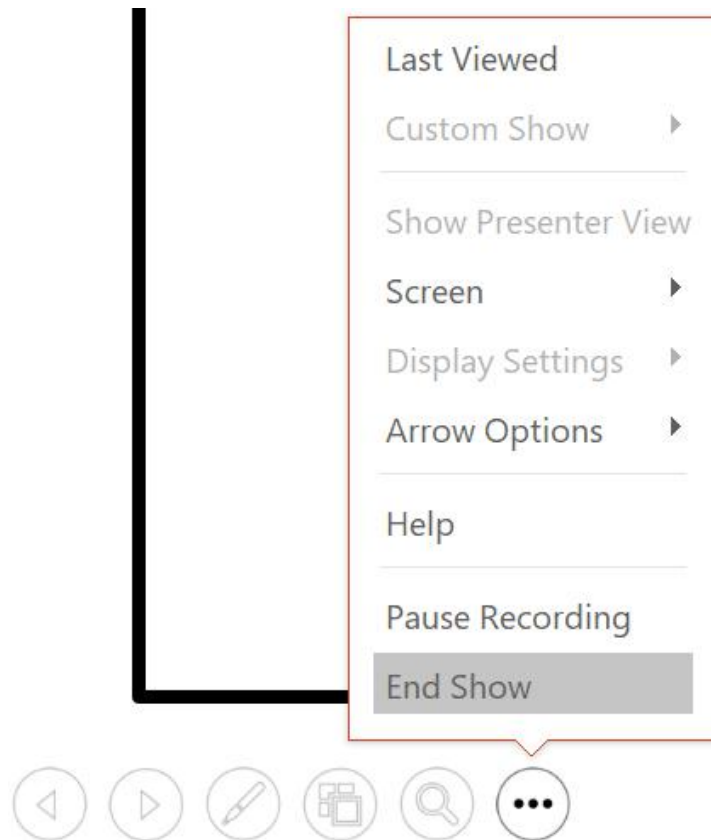 Last Viewed
Custom Show
Show Presenter View
Screen
Display Settings
Arrow Options
Help
Pause Recording
End Show